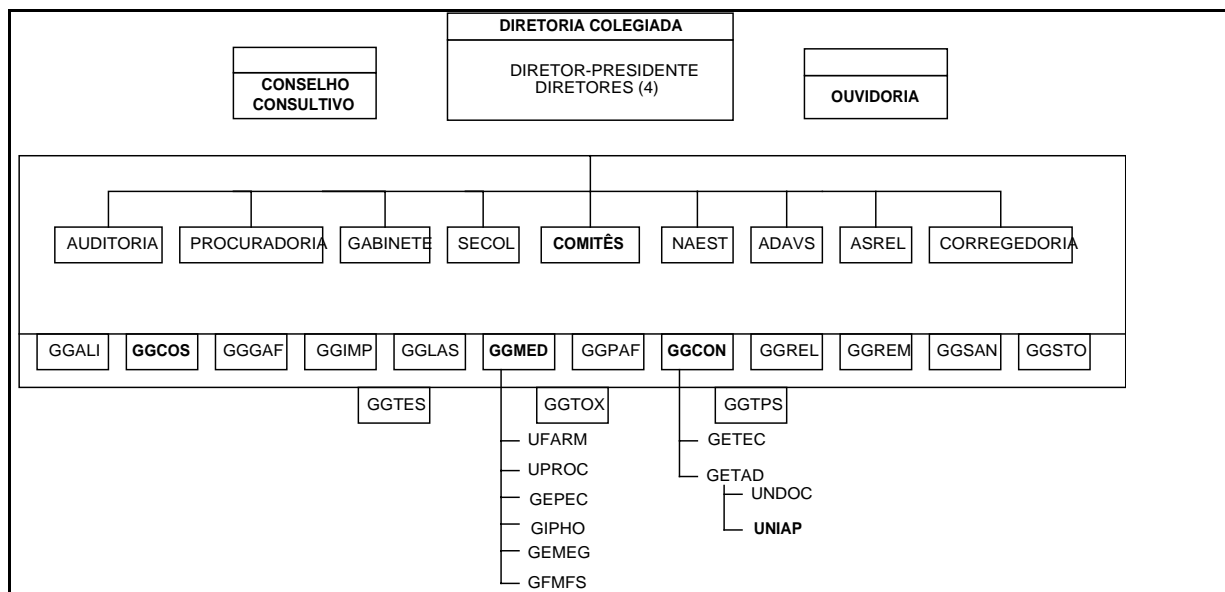 DIRETORIA COLEGIADA
DIRETOR-PRESIDENTE
DIRETORES (4)
CONSELHO
CONSULTIVO
OUVIDORIA
AUDITORIA
PROCURADORIA
GABINETE
SECOL
COMITÊS
NAEST
ADAVS
ASREL
CORREGEDORIA
GGALI
GGCOS
GGGAF
GGIMP
GGLAS
GGMED
GGPAF
GGCON
GGREL
GGREM
GGSAN
GGSTO
GGTES
GGTOX
GGTPS
UFARM
UPROC
GEPEC
GIPHO
GEMEG
GFMFS
GETEC
GETAD
UNDOC
UNIAP